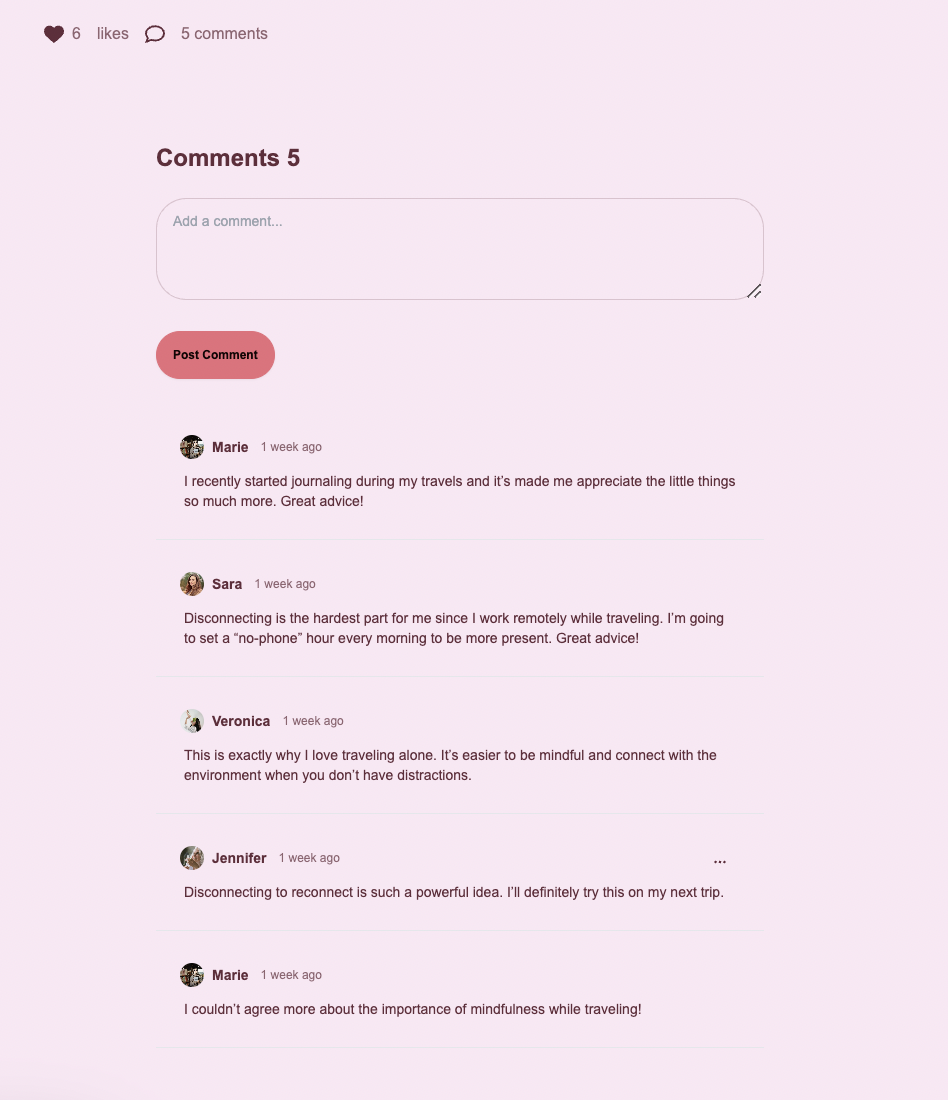 6 likes 5 comments
Comments 5
Add a comment...
Post Comment
Marie 1 week ago
I recently started journaling during my travels and it’s made me appreciate the little things
so much more. Great advice!
Sara 1 week ago
Disconnecting is the hardest part for me since I work remotely while traveling. I’m going
to set a “no-phone” hour every morning to be more present. Great advice!
Veronica 1 week ago
This is exactly why I love traveling alone. It’s easier to be mindful and connect with the
environment when you don’t have distractions.
Jennifer 1 week ago ...
Disconnecting to reconnect is such a powerful idea. I’ll definitely try this on my next trip.
Marie 1 week ago
I couldn’t agree more about the importance of mindfulness while traveling!